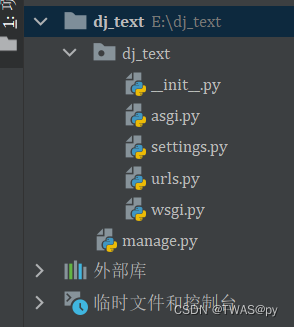 dj_text E:\dj_text
dj_text
__init__.py
asgi.py
settings.py
urls.py
wsgi.py
manage.py
外部库
临时文件和控制台
CSDN @TWAS@py
1: